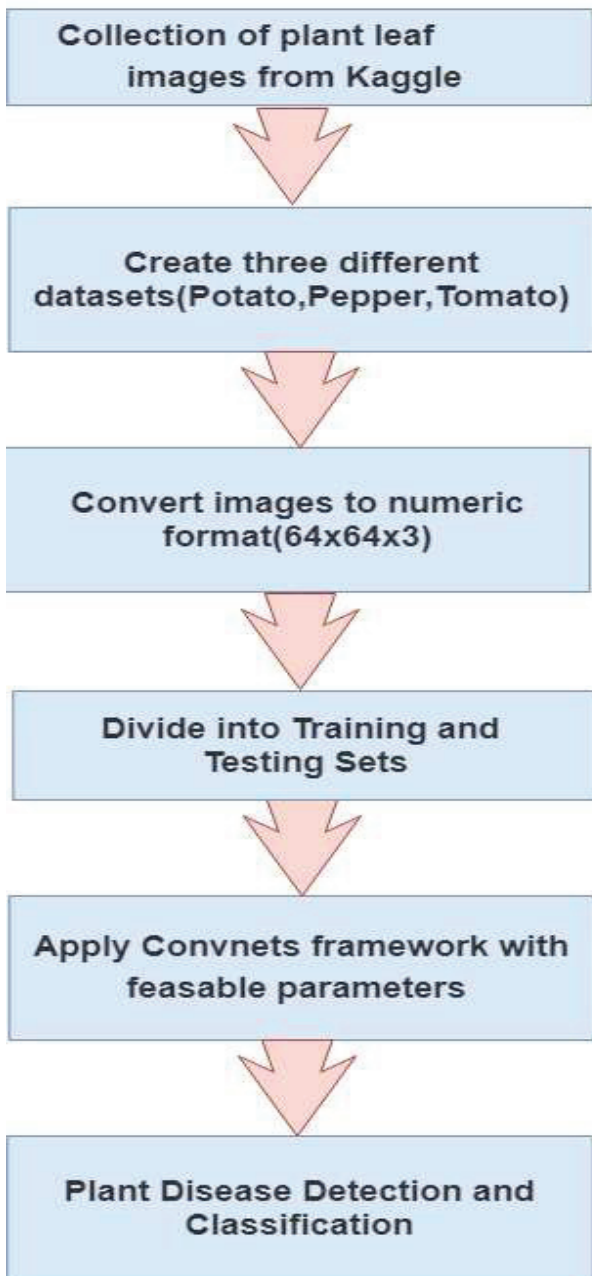 Collection of plant leaf
images from Kaggle
Create three different
datasets(Potato,Pepper,Tomato)
Convert images to numeric
format(64x64x3)
Divide into Training and
Testing Sets
Apply Convnets framework with
feasable parameters
Plant Disease Detection and
Classification